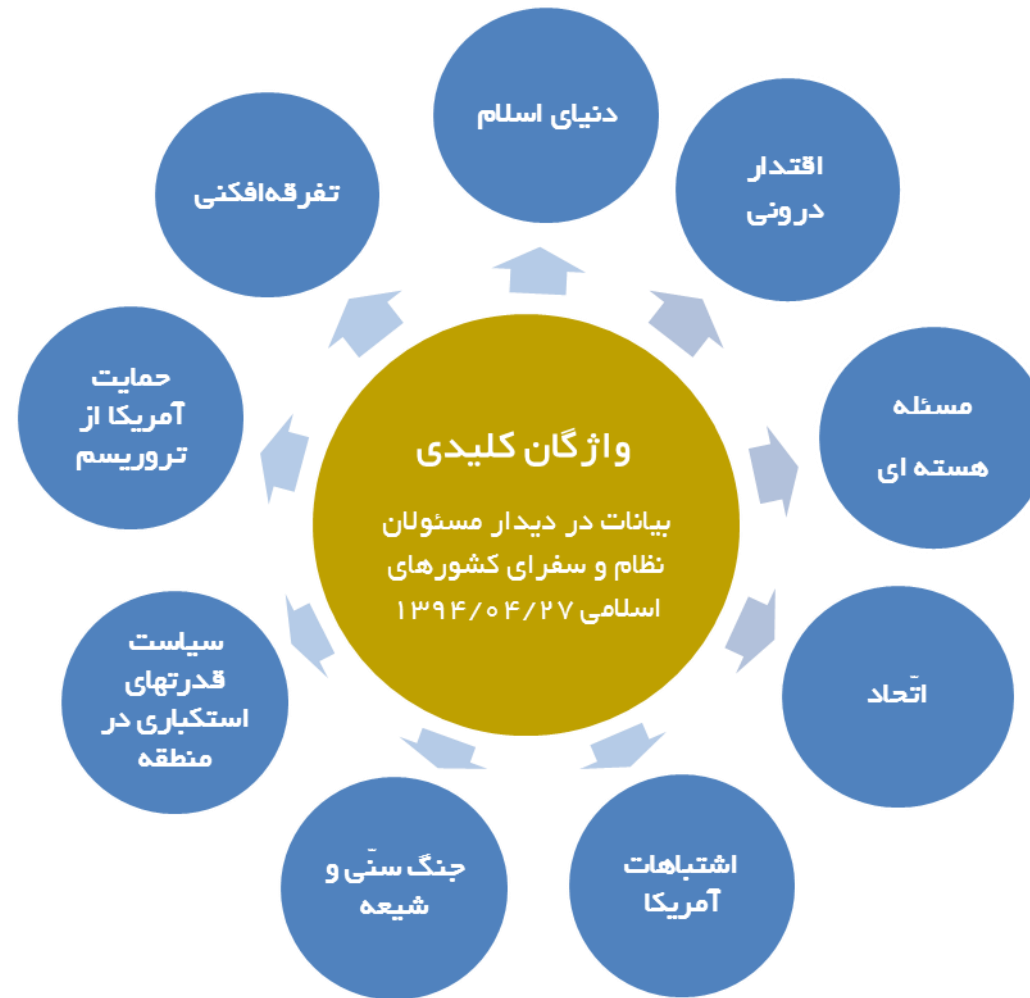 واژگان کلیدی
بیانات در دیدار مسئولان
نظام و سفرای کشورهای
اسلامی ۱۳۹۴/۰۴/۲۷
دنیای اسلام
اقتدار
درونی
مسئله
هسته ای
اتّحاد
اشتباهات
آمریکا
جنگ سنّی و
شیعه
سیاست
قدرتهای
استکباری در
منطقه
حمایت
آمریکا از
تروریسم
تفرقه‌افکنی